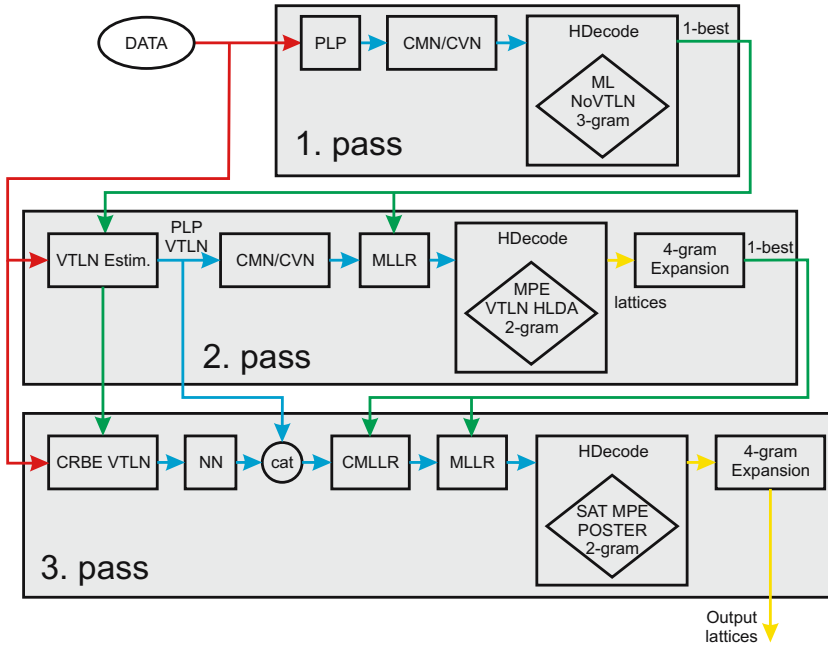 DATA
PLP
CMN/CVN
HDecode
ML
NoVTLN
3-gram
1-best
1. pass
VTLN Estim.
PLP
VTLN
CMN/CVN
MLLR
HDecode
MPE
VTLN HLDA
2-gram
lattices
4-gram
Expansion
1-best
2. pass
CRBE VTLN
NN
cat
CMLLR
MLLR
HDecode
SAT MPE
POSTER
2-gram
4-gram
Expansion
3. pass
Output
lattices